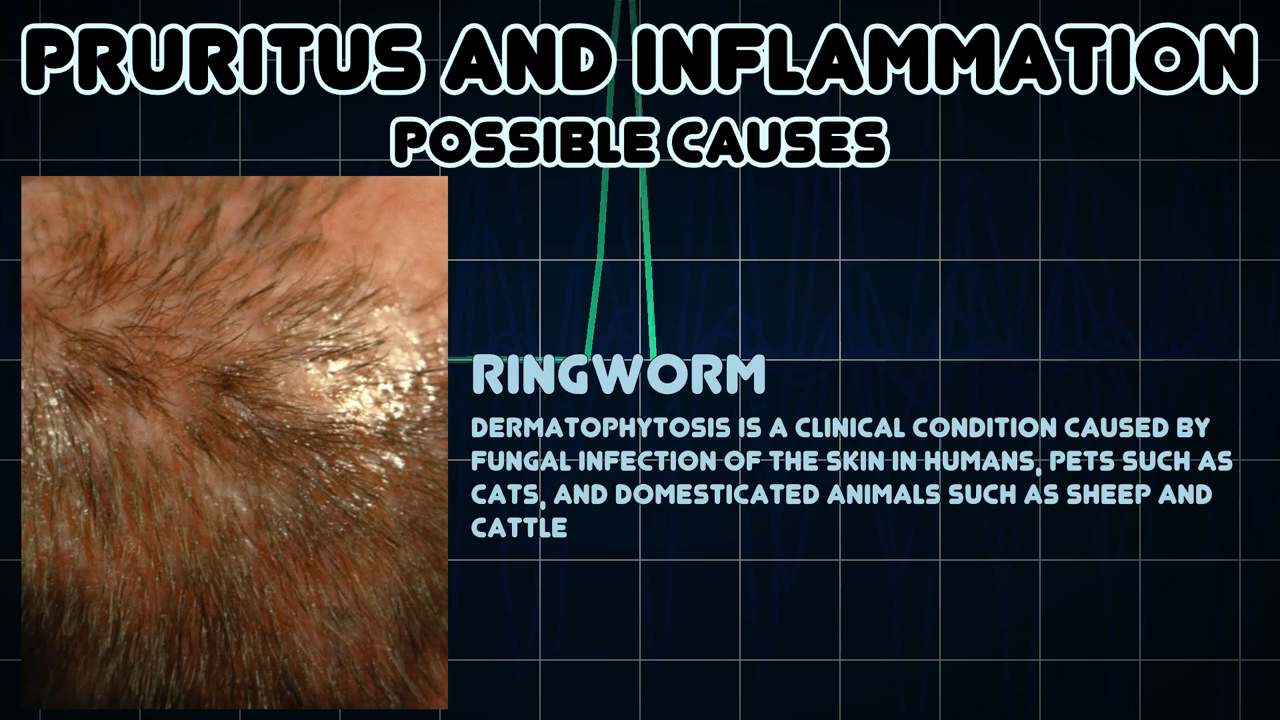 PRURITUS AND INFLAMMATION
POSSIBLE CAUSES
RINGWORM
DERMATOPHYTOSIS IS A CLINICAL CONDITION CAUSED BY
FUNGAL INFECTION OF THE SKIN IN HUMANS, PETS SUCH AS
CATS, AND DOMESTICATED ANIMALS SUCH AS SHEEP AND
CATTLE